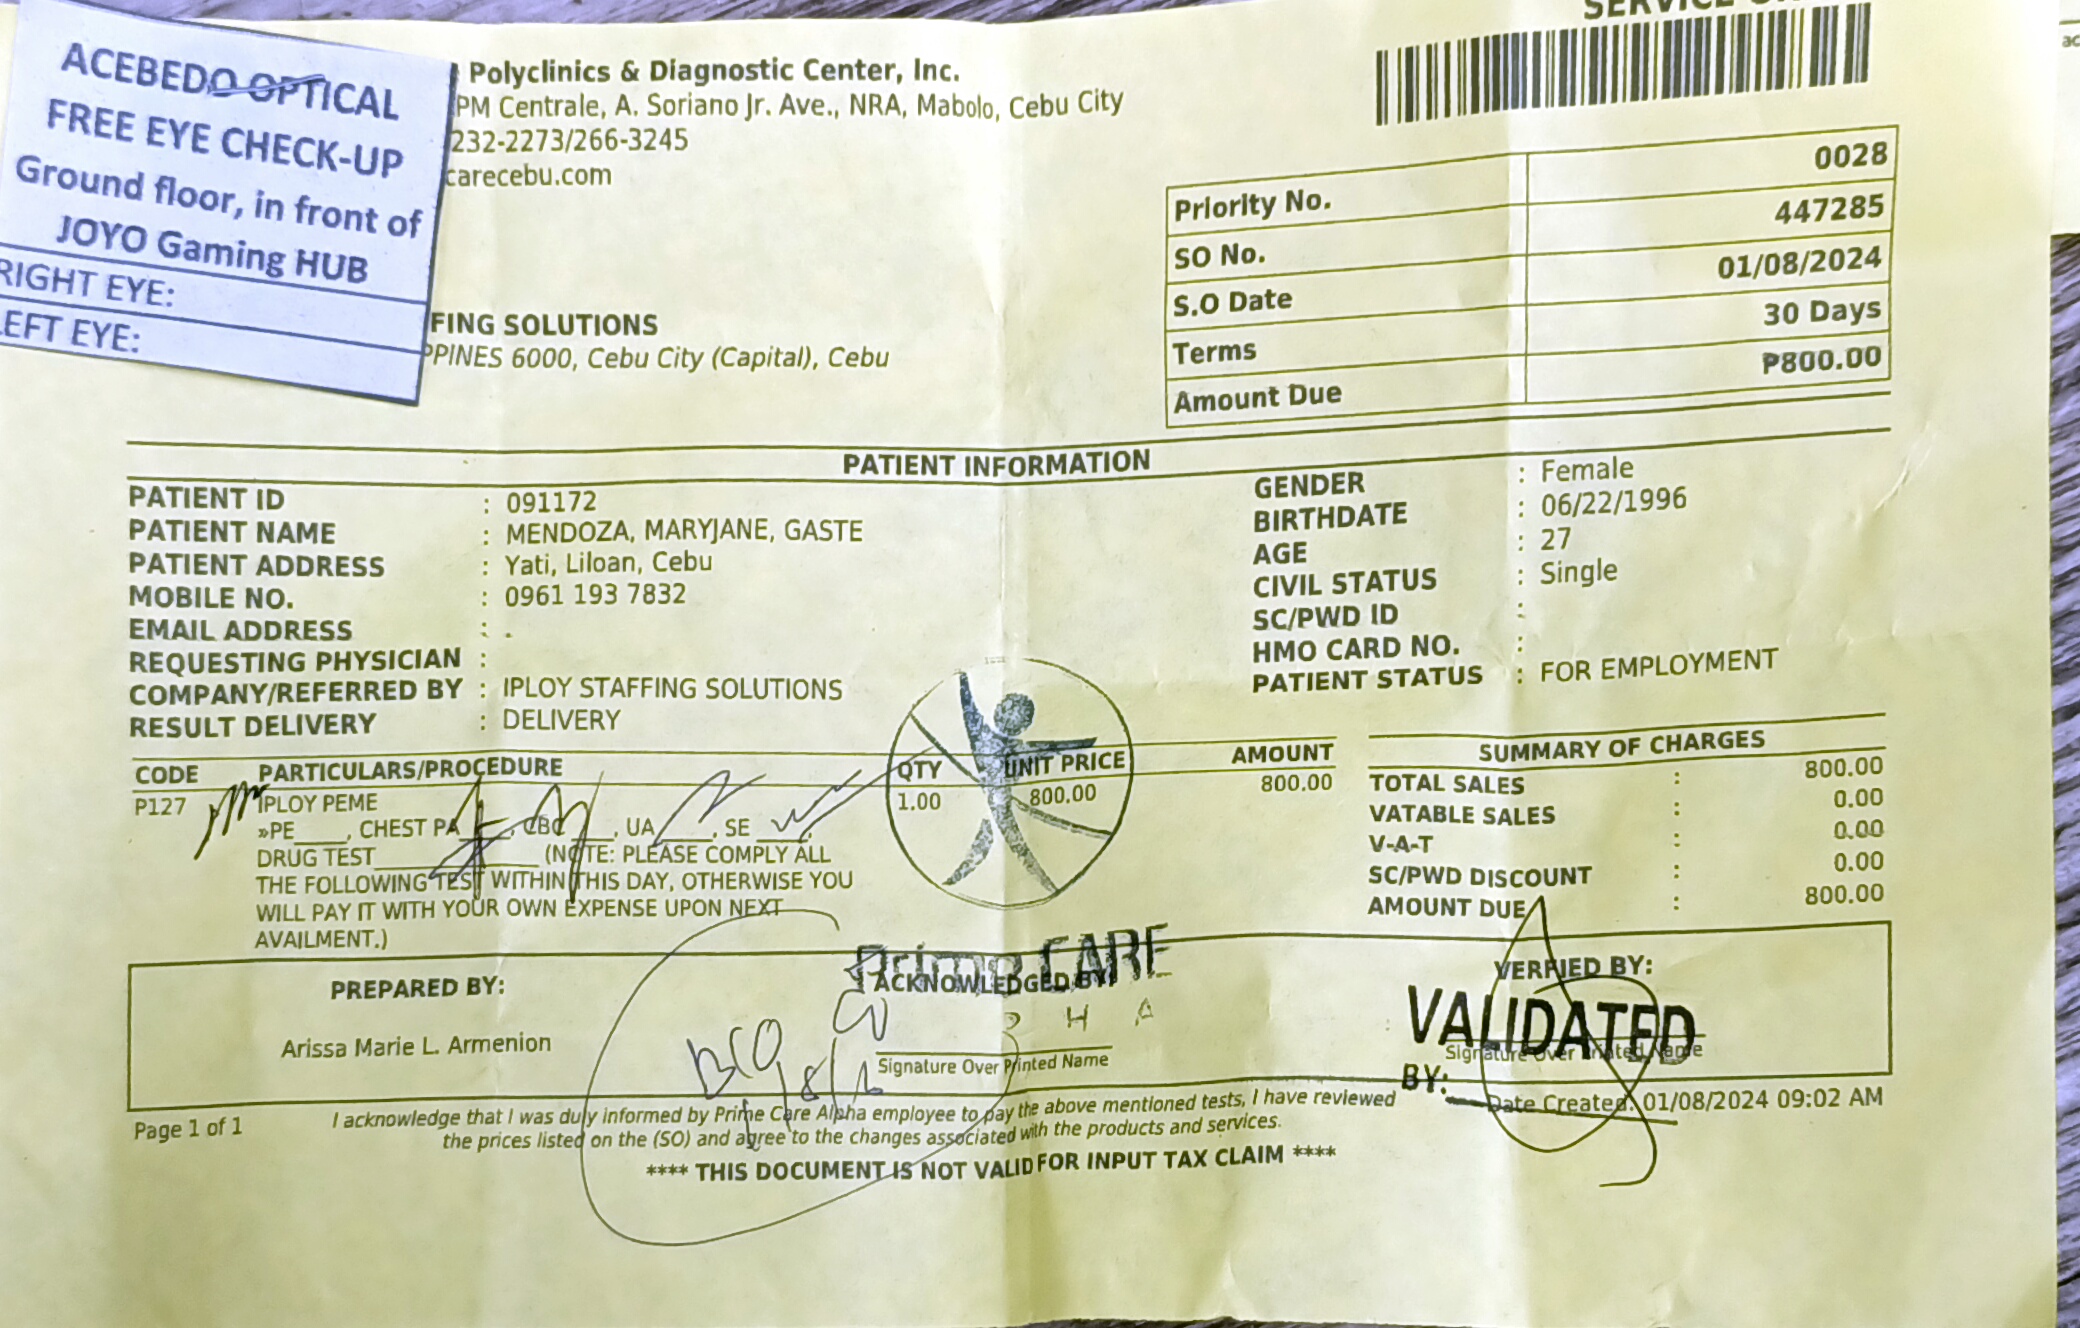 ACEBEDO OPTICAL
FREE EYE CHECK-UP
Ground floor, in front of
JOYO Gaming HUB
RIGHT EYE:
LEFT EYE:
Polyclinics & Diagnostic Center, Inc.
PM Centrale, A. Soriano Jr. Ave., NRA, Mabolo, Cebu City
232-2273/266-3245
carecebu.com
FING SOLUTIONS
PPINES 6000, Cebu City (Capital), Cebu
SERVICE
Priority No. 0028
SO No. 447285
S.O Date 01/08/2024
Terms 30 Days
Amount Due ₱800.00
PATIENT INFORMATION
PATIENT ID : 091172
PATIENT NAME : MENDOZA, MARYJANE, GASTE
PATIENT ADDRESS : Yati, Liloan, Cebu
MOBILE NO. : 0961 193 7832
EMAIL ADDRESS : .
REQUESTING PHYSICIAN :
COMPANY/REFERRED BY : IPLOY STAFFING SOLUTIONS
RESULT DELIVERY : DELIVERY
GENDER : Female
BIRTHDATE : 06/22/1996
AGE : 27
CIVIL STATUS : Single
SC/PWD ID :
HMO CARD NO. :
PATIENT STATUS : FOR EMPLOYMENT
CODE PARTICULARS/PROCEDURE QTY UNIT PRICE AMOUNT
P127 IPLOY PEME 1.00 800.00 800.00
»PE____, CHEST PA____, CBC____, UA____, SE____,
DRUG TEST____________ (NOTE: PLEASE COMPLY ALL
THE FOLLOWING TEST WITHIN THIS DAY, OTHERWISE YOU
WILL PAY IT WITH YOUR OWN EXPENSE UPON NEXT
AVAILMENT.)
SUMMARY OF CHARGES
TOTAL SALES : 800.00
VATABLE SALES : 0.00
V-A-T : 0.00
SC/PWD DISCOUNT : 0.00
AMOUNT DUE : 800.00
PREPARED BY:
Arissa Marie L. Armenion
Prime CARE
ACKNOWLEDGED BY:
P H A
Signature Over Printed Name
VERFIED BY:
VALIDATED
Signature Over Printed Name
BY:
Date Created: 01/08/2024 09:02 AM
Page 1 of 1
I acknowledge that I was duly informed by Prime Care Alpha employee to pay the above mentioned tests, I have reviewed
the prices listed on the (SO) and agree to the changes associated with the products and services.
**** THIS DOCUMENT IS NOT VALID FOR INPUT TAX CLAIM ****